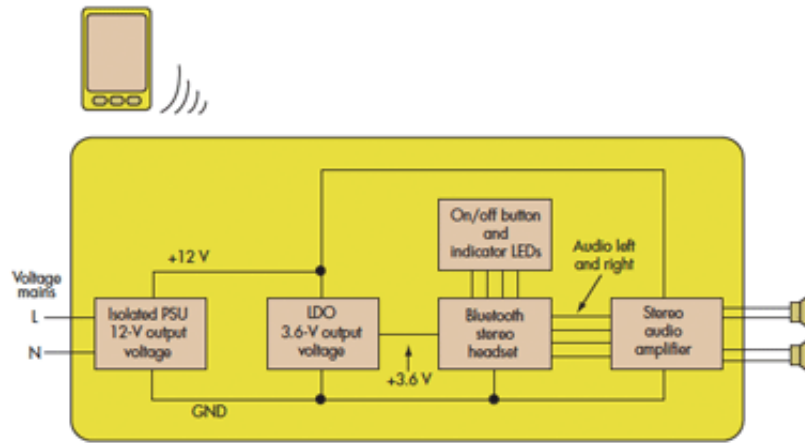 On/off button
and
indicator LEDs
Audio left
and right
+12 V
Voltage
mains
L
N
Isolated PSU
12-V output
voltage
LDO
3.6-V output
voltage
+3.6 V
Bluetooth
stereo
headset
Stereo
audio
amplifier
GND